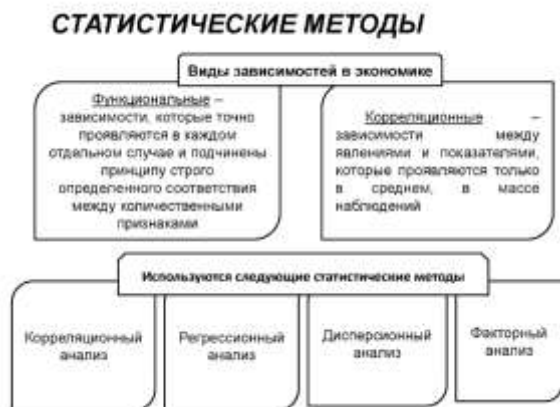 СТАТИСТИЧЕСКИЕ МЕТОДЫ
Виды зависимостей в экономике
Функциональные –
зависимости, которые точно
проявляются в каждом
отдельном случае и подчинены
принципу строго
определенного соответствия
между количественными
признаками
Корреляционные –
зависимости между
явлениями и показателями,
которые проявляются только
в среднем, в массе
наблюдений
Используются следующие статистические методы
Корреляционный
анализ
Регрессионный
анализ
Дисперсионный
анализ
Факторный
анализ